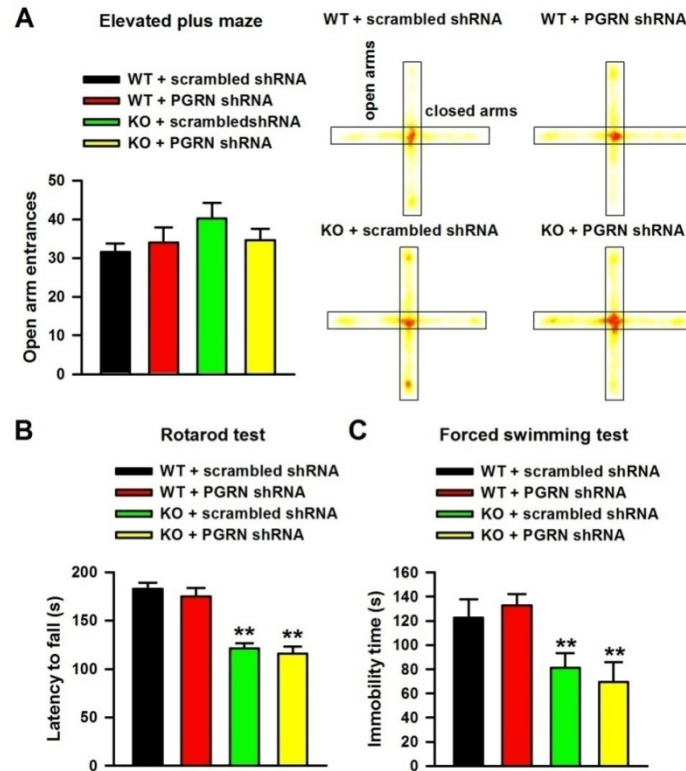 A
Elevated plus maze
WT + scrambled shRNA
WT + PGRN shRNA
KO + scrambledshRNA
KO + PGRN shRNA
Open arm entrances
50
40
30
20
10
0
WT + scrambled shRNA
WT + PGRN shRNA
open arms
closed arms
KO + scrambled shRNA
KO + PGRN shRNA
B
Rotarod test
WT + scrambled shRNA
WT + PGRN shRNA
KO + scrambled shRNA
KO + PGRN shRNA
Latency to fall (s)
200
150
100
50
0
**
**
C
Forced swimming test
WT + scrambled shRNA
WT + PGRN shRNA
KO + scrambled shRNA
KO + PGRN shRNA
Immobility time (s)
160
140
120
100
80
60
40
20
0
**
**